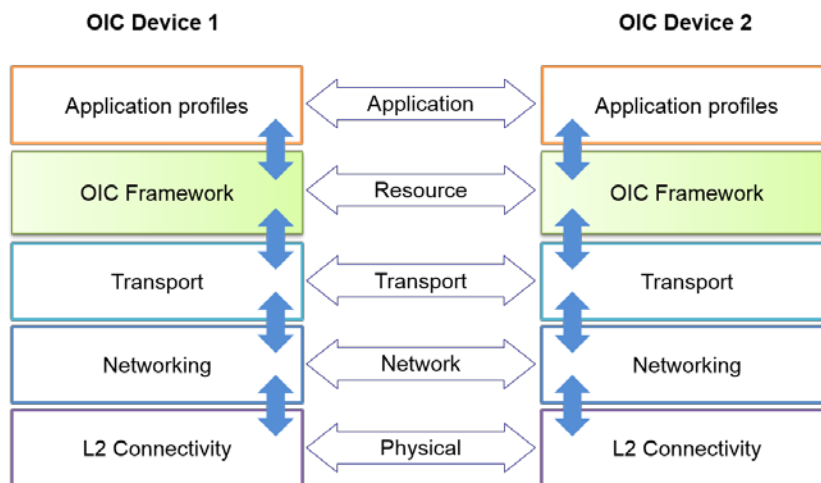 OIC Device 1
OIC Device 2
Application profiles
Application
Application profiles
OIC Framework
Resource
OIC Framework
Transport
Transport
Transport
Networking
Network
Networking
L2 Connectivity
Physical
L2 Connectivity